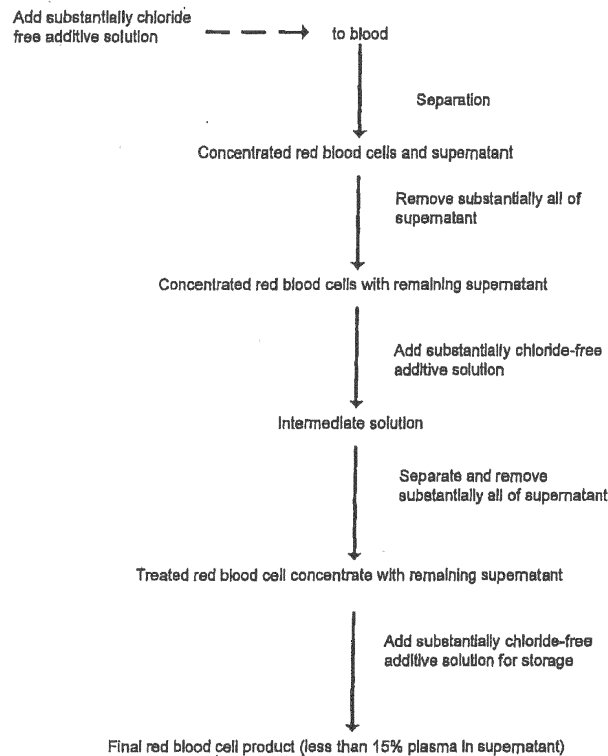 Add substantially chloride
free additive solution
to blood
Separation
Concentrated red blood cells and supernatant
Remove substantially all of
supernatant
Concentrated red blood cells with remaining supernatant
Add substantially chloride-free
additive solution
Intermediate solution
Separate and remove
substantially all of supernatant
Treated red blood cell concentrate with remaining supernatant
Add substantially chloride-free
additive solution for storage
Final red blood cell product (less than 15% plasma in supernatant)